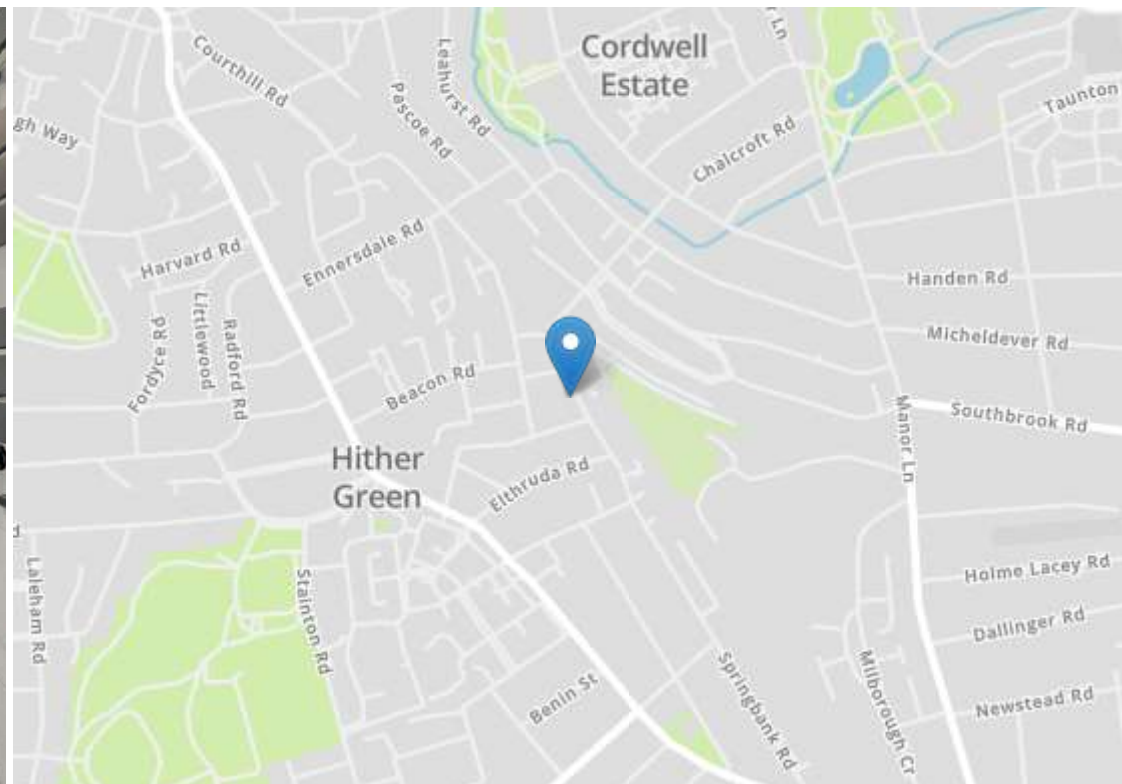 Cordwell
Estate
r Ln
Courthill Rd
Leahurst Rd
Pascoe Rd
Taunton
gh Way
Chalcroft Rd
Harvard Rd
Ennersdale Rd
Handen Rd
Littlewood
Fordyce Rd
Radford Rd
Micheldever Rd
Beacon Rd
Southbrook Rd
Manor Ln
Hither
Green
Elthruda Rd
d
Laleham Rd
Stainton Rd
Holme Lacey Rd
Dallinger Rd
Springbank Rd
Milborough Cr
Benin St
Newstead Rd